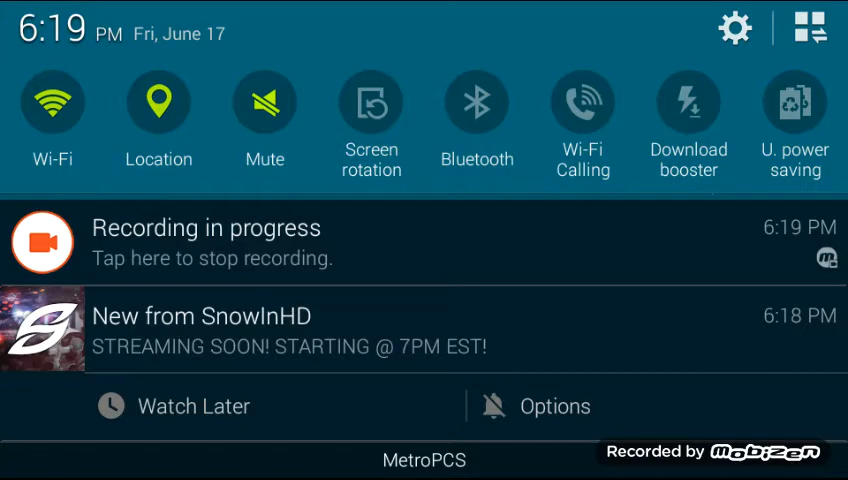 6:19 PM Fri, June 17
Wi-Fi
Location
Mute
Screen
rotation
Bluetooth
Wi-Fi
Calling
Download
booster
U. power
saving
Recording in progress 6:19 PM
Tap here to stop recording.
New from SnowInHD 6:18 PM
STREAMING SOON! STARTING @ 7PM EST!
Watch Later
Options
MetroPCS
Recorded by MOBIZEN